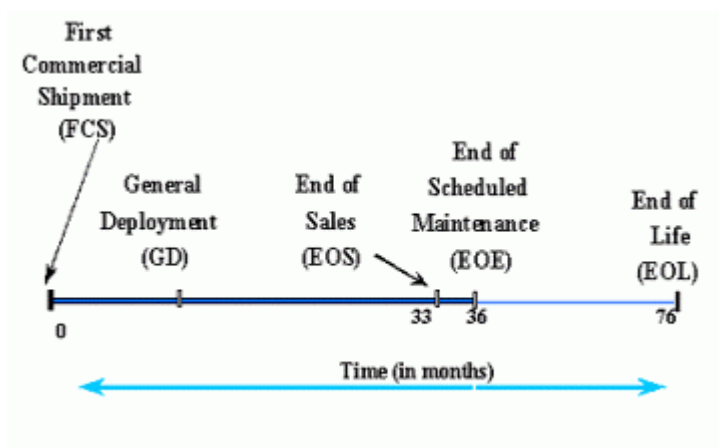 First
Commercial
Shipment
(FCS)
General
Deployment
(GD)
End of
Sales
(EOS)
End of
Scheduled
Maintenance
(EOE)
End of
Life
(EOL)
0
33
36
76
Time (in months)